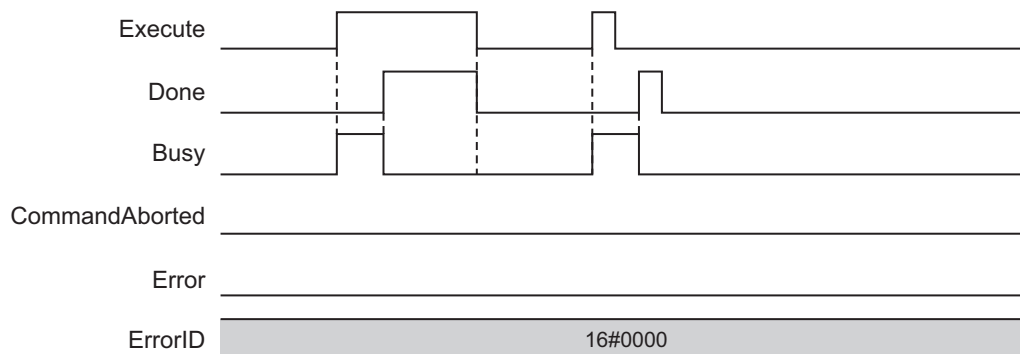 Execute
Done
Busy
CommandAborted
Error
ErrorID 16#0000